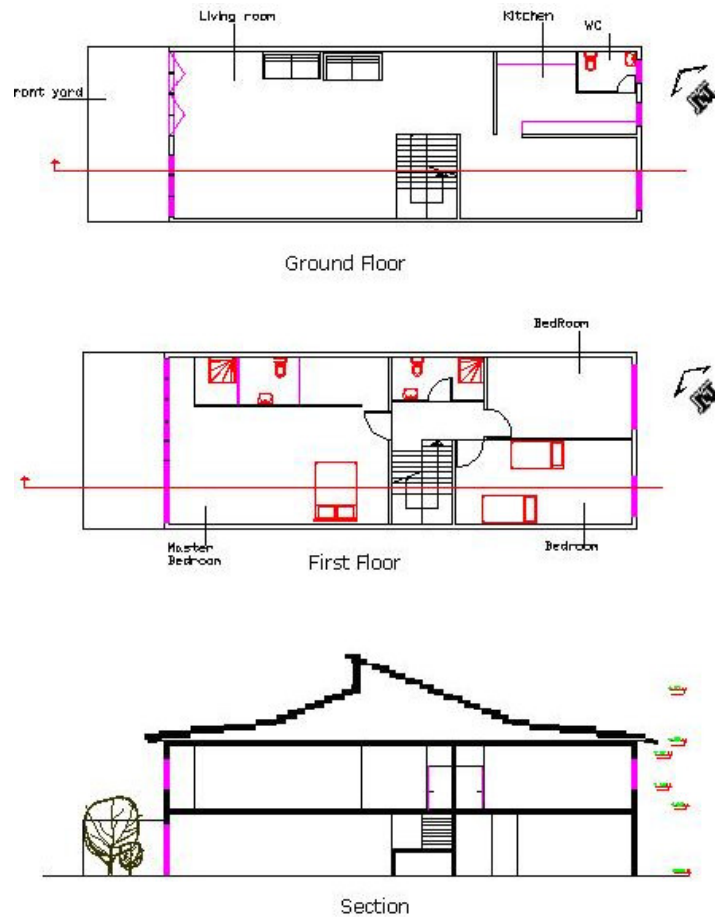 Living room
Kitchen
WC
ront yard
N
Ground Floor
BedRoom
N
Master
Bedroom
Bedroom
First Floor
Section